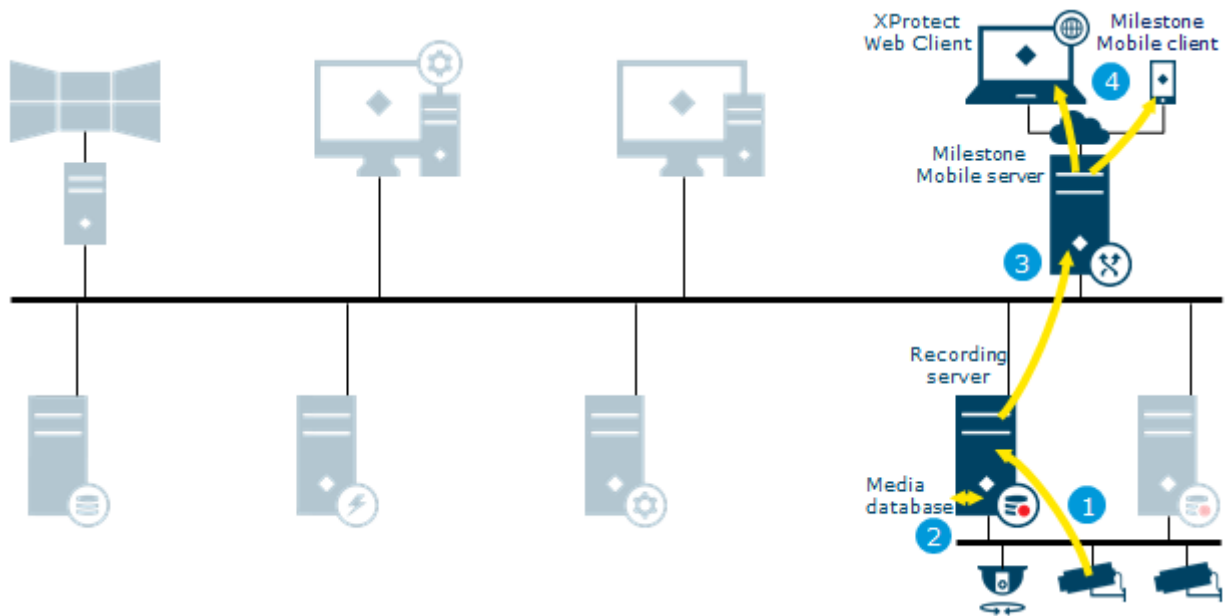 XProtect
Web Client
Milestone
Mobile client
4
Milestone
Mobile server
3
Recording
server
Media
database
1
2